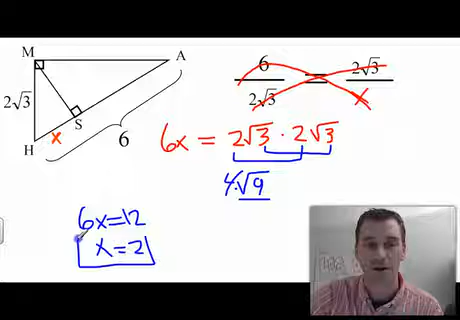 M
A
2√3
S
x
H
6
6 / 2√3 = 2√3 / x
6x = 2√3 · 2√3
4·√9
6x=12
x=2